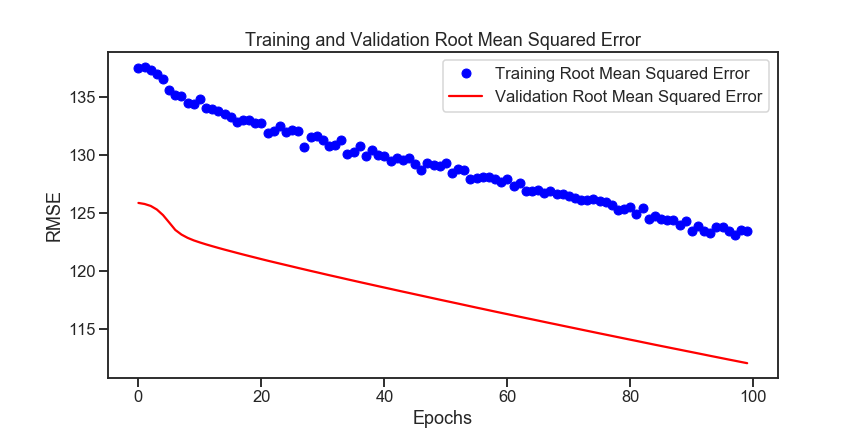 Training and Validation Root Mean Squared Error
Training Root Mean Squared Error
Validation Root Mean Squared Error
RMSE
135
130
125
120
115
0 20 40 60 80 100
Epochs